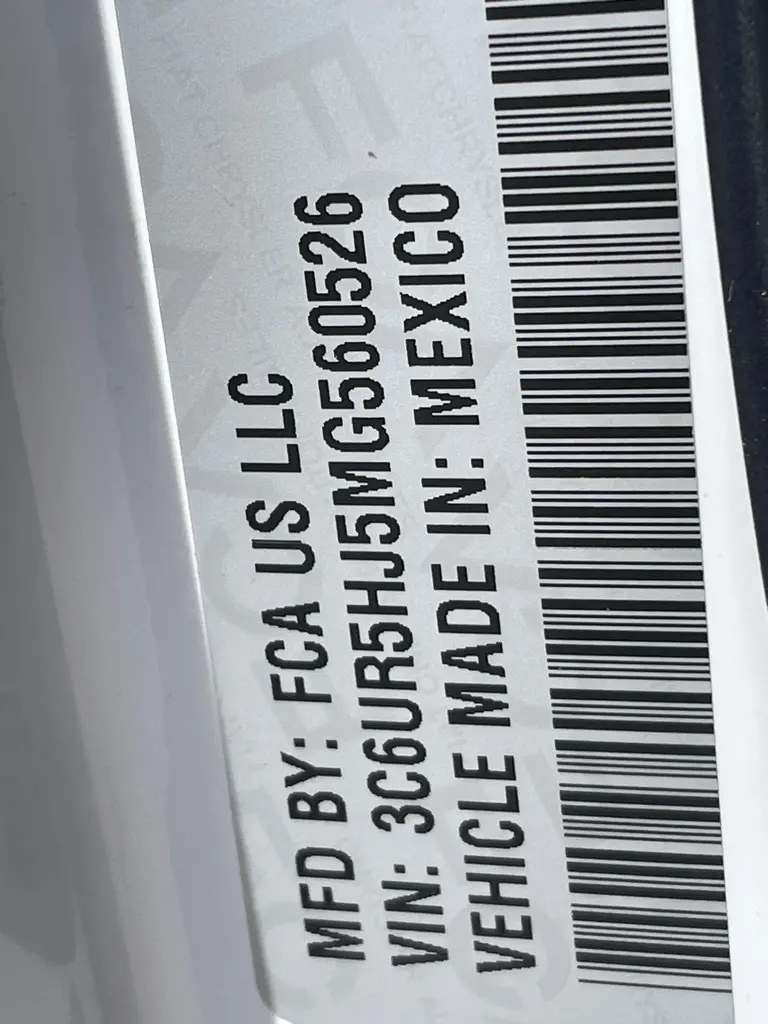 MFD BY: FCA US LLC
VIN: 3C6UR5HJ5MG560526
VEHICLE MADE IN: MEXICO